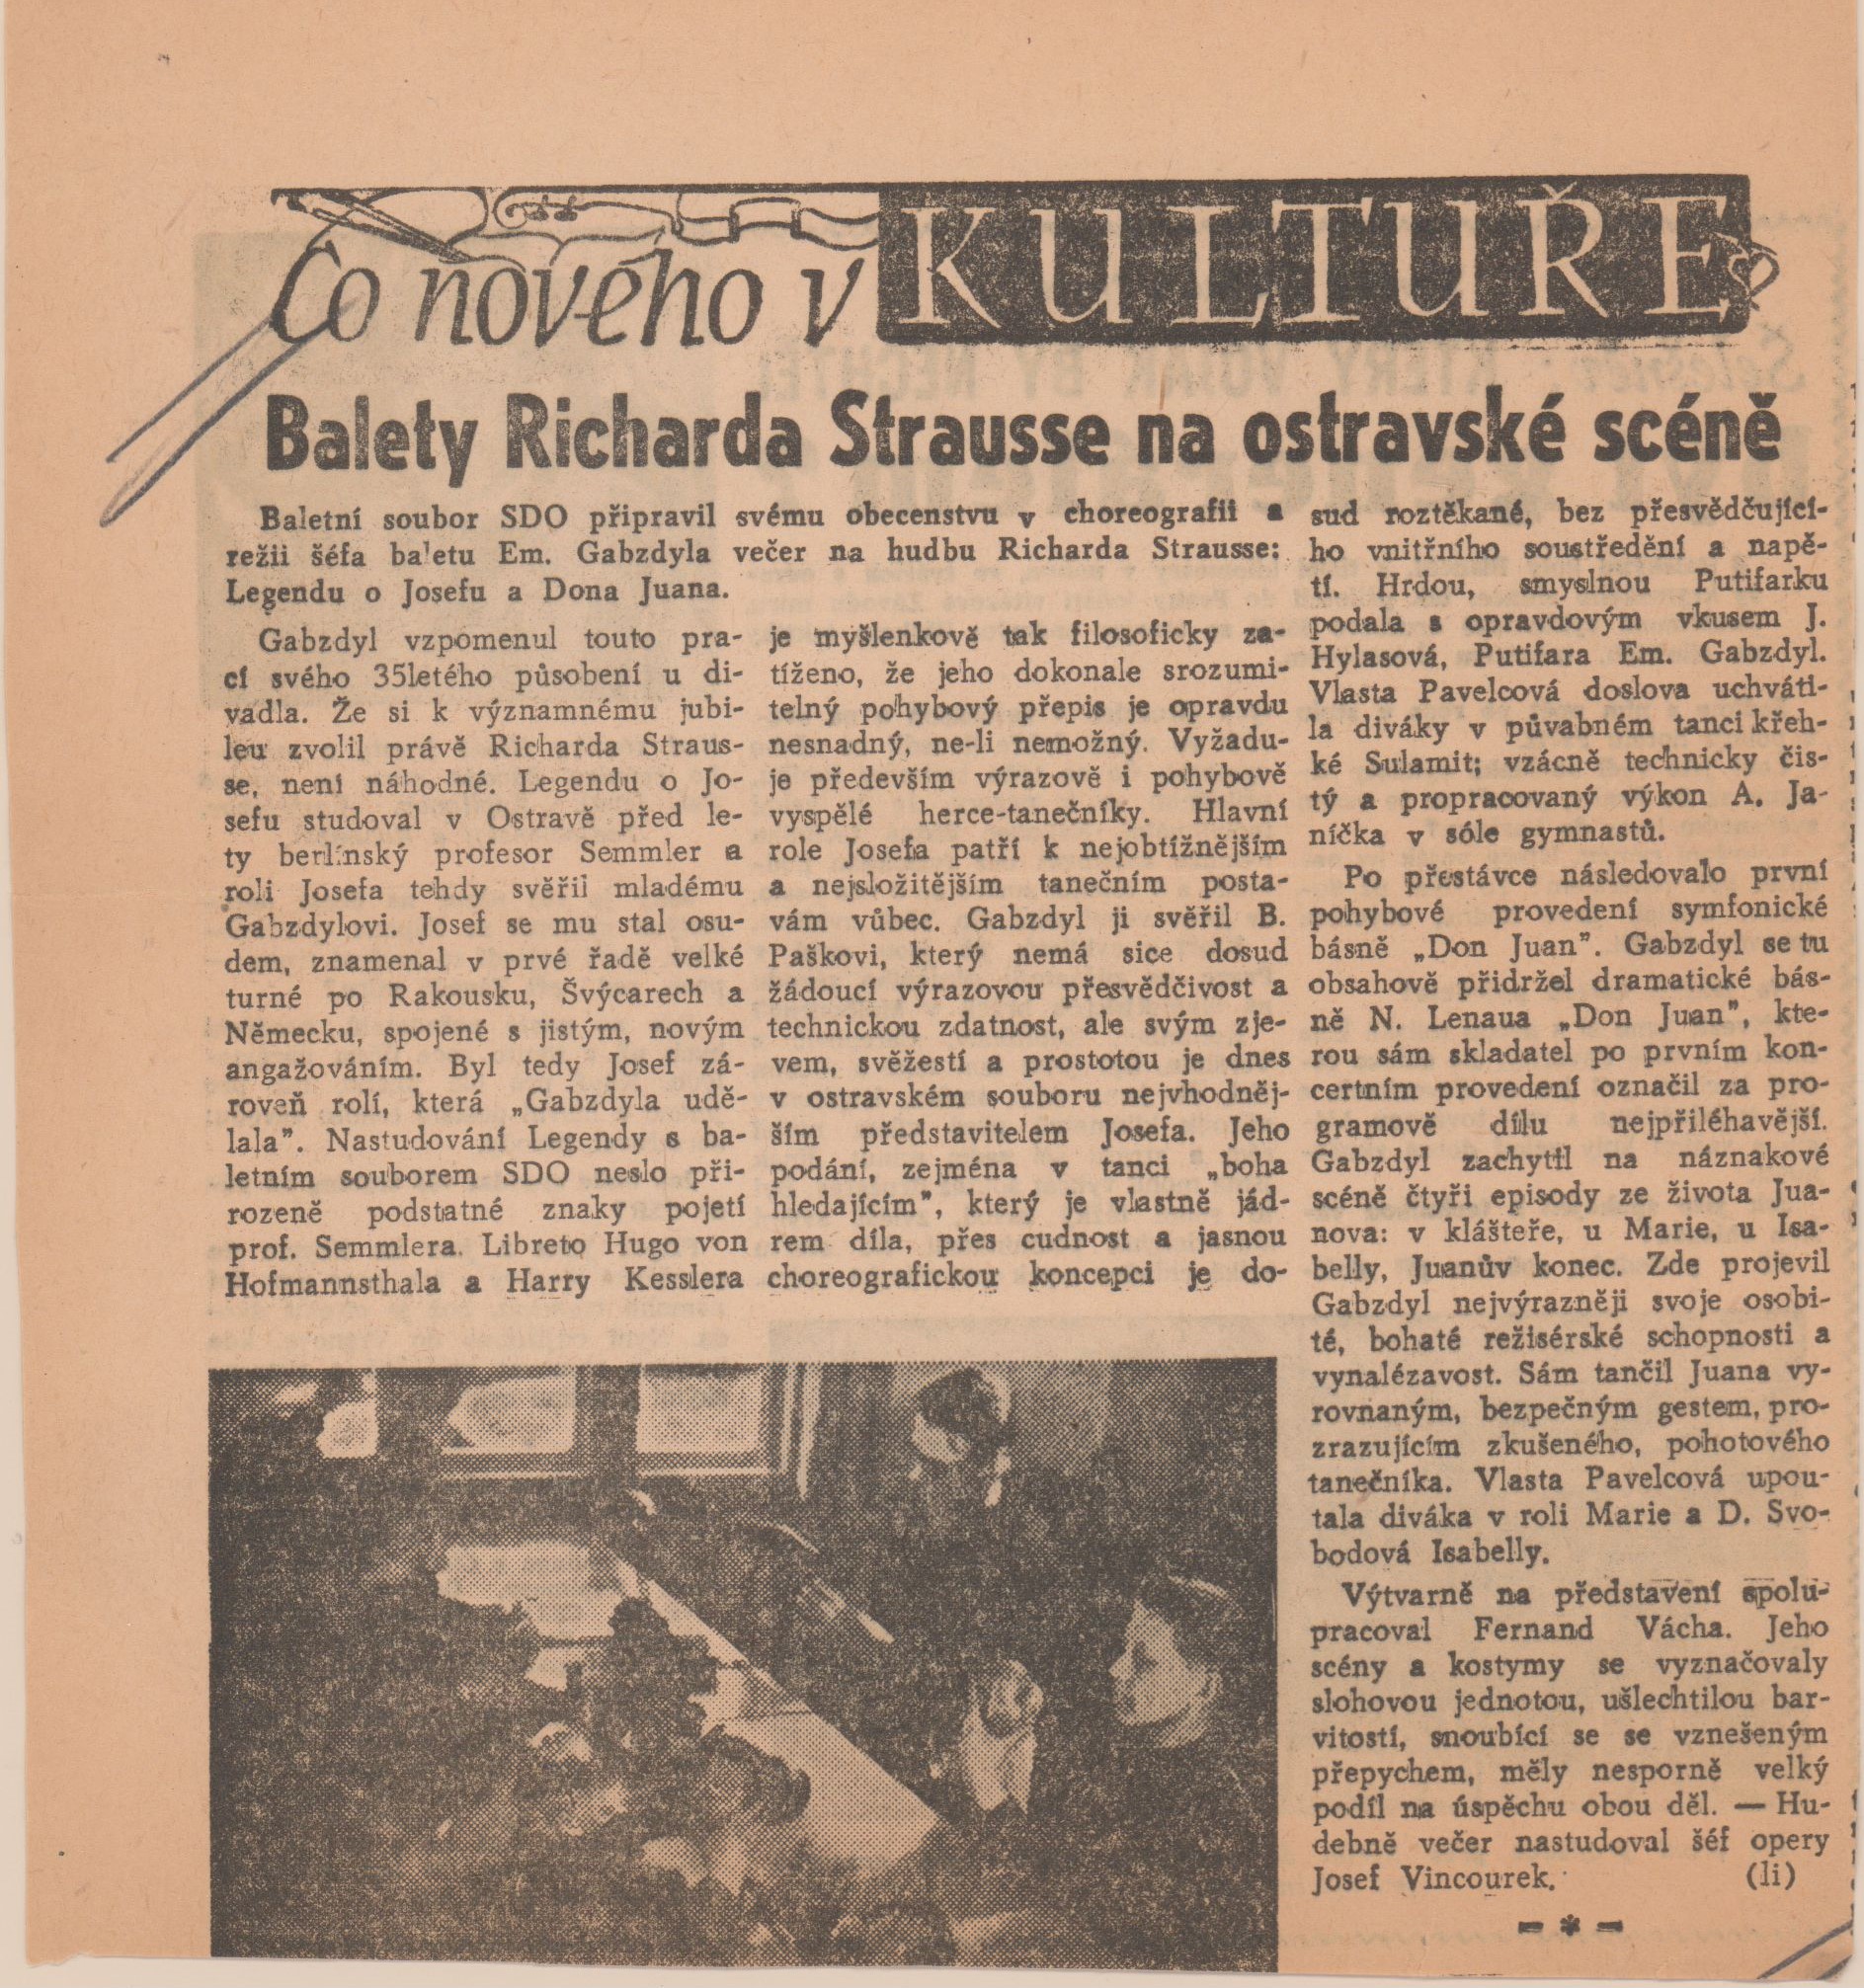 Co nového v KULTUŘE
Balety Richarda Strausse na ostravské scéně
Baletní soubor SDO připravil svému obecenstvu v choreografii a
režii šéfa baletu Em. Gabzdyla večer na hudbu Richarda Strausse:
Legendu o Josefu a Dona Juana.
Gabzdyl vzpomenul touto pra-
cí svého 35letého působení u di-
vadla. Že si k významnému jubi-
leu zvolil právě Richarda Straus-
se, není náhodné. Legendu o Jo-
sefu studoval v Ostravě před le-
ty berlínský profesor Semmler a
roli Josefa tehdy svěřil mladému
Gabzdylovi. Josef se mu stal osu-
dem, znamenal v prvé řadě velké
turné po Rakousku, Švýcarech a
Německu, spojené s jistým, novým
angažováním. Byl tedy Josef zá-
roveň rolí, která „Gabzdyla udě-
lala”. Nastudování Legendy s ba-
letním souborem SDO neslo při-
rozeně podstatné znaky pojetí
prof. Semmlera. Libreto Hugo von
Hofmannsthala a Harry Kesslera
je myšlenkově tak filosoficky za-
tíženo, že jeho dokonale srozumi-
telný pohybový přepis je opravdu
nesnadný, ne-li nemožný. Vyžadu-
je především výrazově i pohybově
vyspělé herce-tanečníky. Hlavní
role Josefa patří k nejobtížnějším
a nejsložitějším tanečním posta-
vám vůbec. Gabzdyl ji svěřil B.
Paškovi, který nemá sice dosud
žádoucí výrazovou přesvědčivost a
technickou zdatnost, ale svým zje-
vem, svěžestí a prostotou je dnes
v ostravském souboru nejvhodněj-
ším představitelem Josefa. Jeho
podání, zejména v tanci „boha
hledajícím”, který je vlastně jád-
rem díla, přes cudnost a jasnou
choreografickou koncepci je do-
sud roztěkané, bez přesvědčující-
ho vnitřního soustředění a napě-
tí. Hrdou, smyslnou Putifarku
podala s opravdovým vkusem J.
Hylasová, Putifara Em. Gabzdyl.
Vlasta Pavelcová doslova uchváti-
la diváky v půvabném tanci křeh-
ké Sulamit; vzácně technicky čis-
tý a propracovaný výkon A. Ja-
níčka v sóle gymnastů.
Po přestávce následovalo první
pohybové provedení symfonické
básně „Don Juan”. Gabzdyl se tu
obsahově přidržel dramatické bás-
ně N. Lenaua „Don Juan”, kte-
rou sám skladatel po prvním kon-
certním provedení označil za pro-
gramově dílu nejpřiléhavější.
Gabzdyl zachytil na náznakové
scéně čtyři episody ze života Jua-
nova: v klášteře, u Marie, u Isa-
belly, Juanův konec. Zde projevil
Gabzdyl nejvýrazněji svoje osobi-
té, bohaté režisérské schopnosti a
vynalézavost. Sám tančil Juana vy-
rovnaným, bezpečným gestem, pro-
zrazujícím zkušeného, pohotového
tanečníka. Vlasta Pavelcová upou-
tala diváka v roli Marie a D. Svo-
bodová Isabelly.
Výtvarně na představení spolu-
pracoval Fernand Vácha. Jeho
scény a kostymy se vyznačovaly
slohovou jednotou, ušlechtilou bar-
vitostí, snoubící se se vznešeným
přepychem, měly nesporně velký
podíl na úspěchu obou děl. — Hu-
debně večer nastudoval šéf opery
Josef Vincourek. (li)
– * –